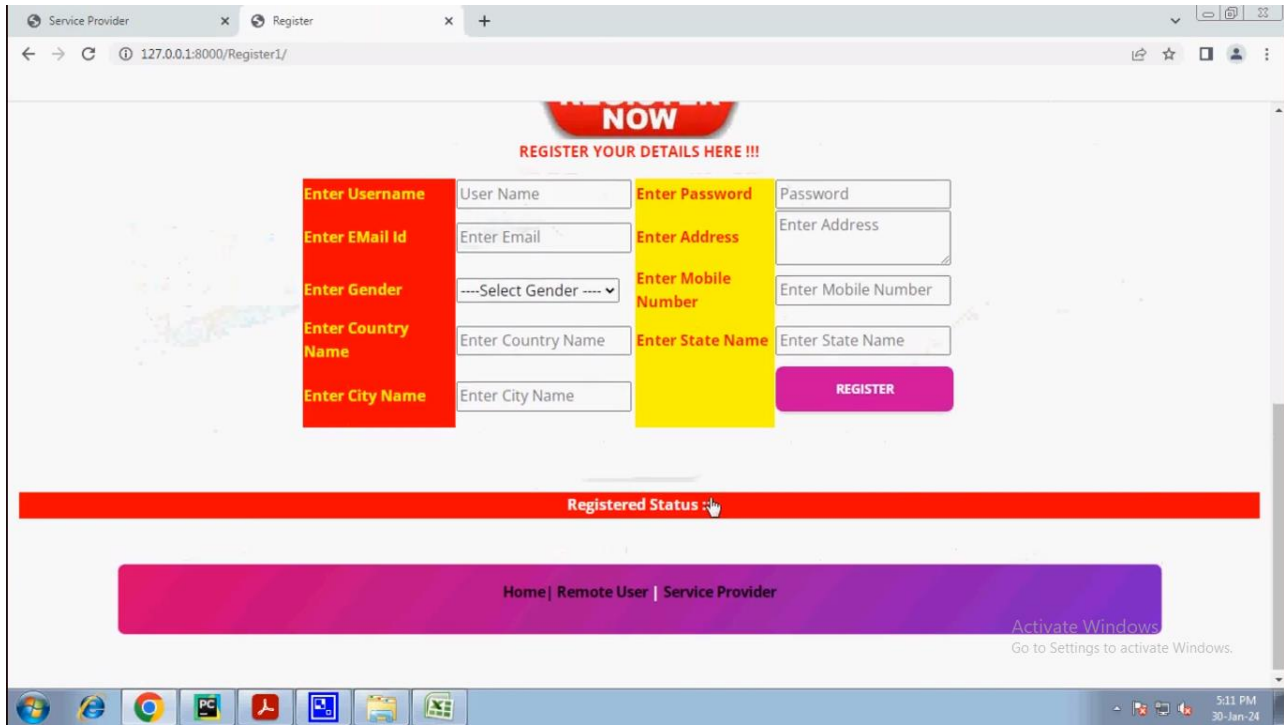 Service Provider
Register
127.0.0.1:8000/Register1/
NOW
REGISTER YOUR DETAILS HERE !!!
Enter Username User Name Enter Password Password
Enter EMail Id Enter Email Enter Address Enter Address
Enter Gender ----Select Gender ---- Enter Mobile
Number Enter Mobile Number
Enter Country
Name Enter Country Name Enter State Name Enter State Name
Enter City Name Enter City Name REGISTER
Registered Status :
Home| Remote User | Service Provider
Activate Windows
Go to Settings to activate Windows.
PC
5:11 PM
30-Jan-24